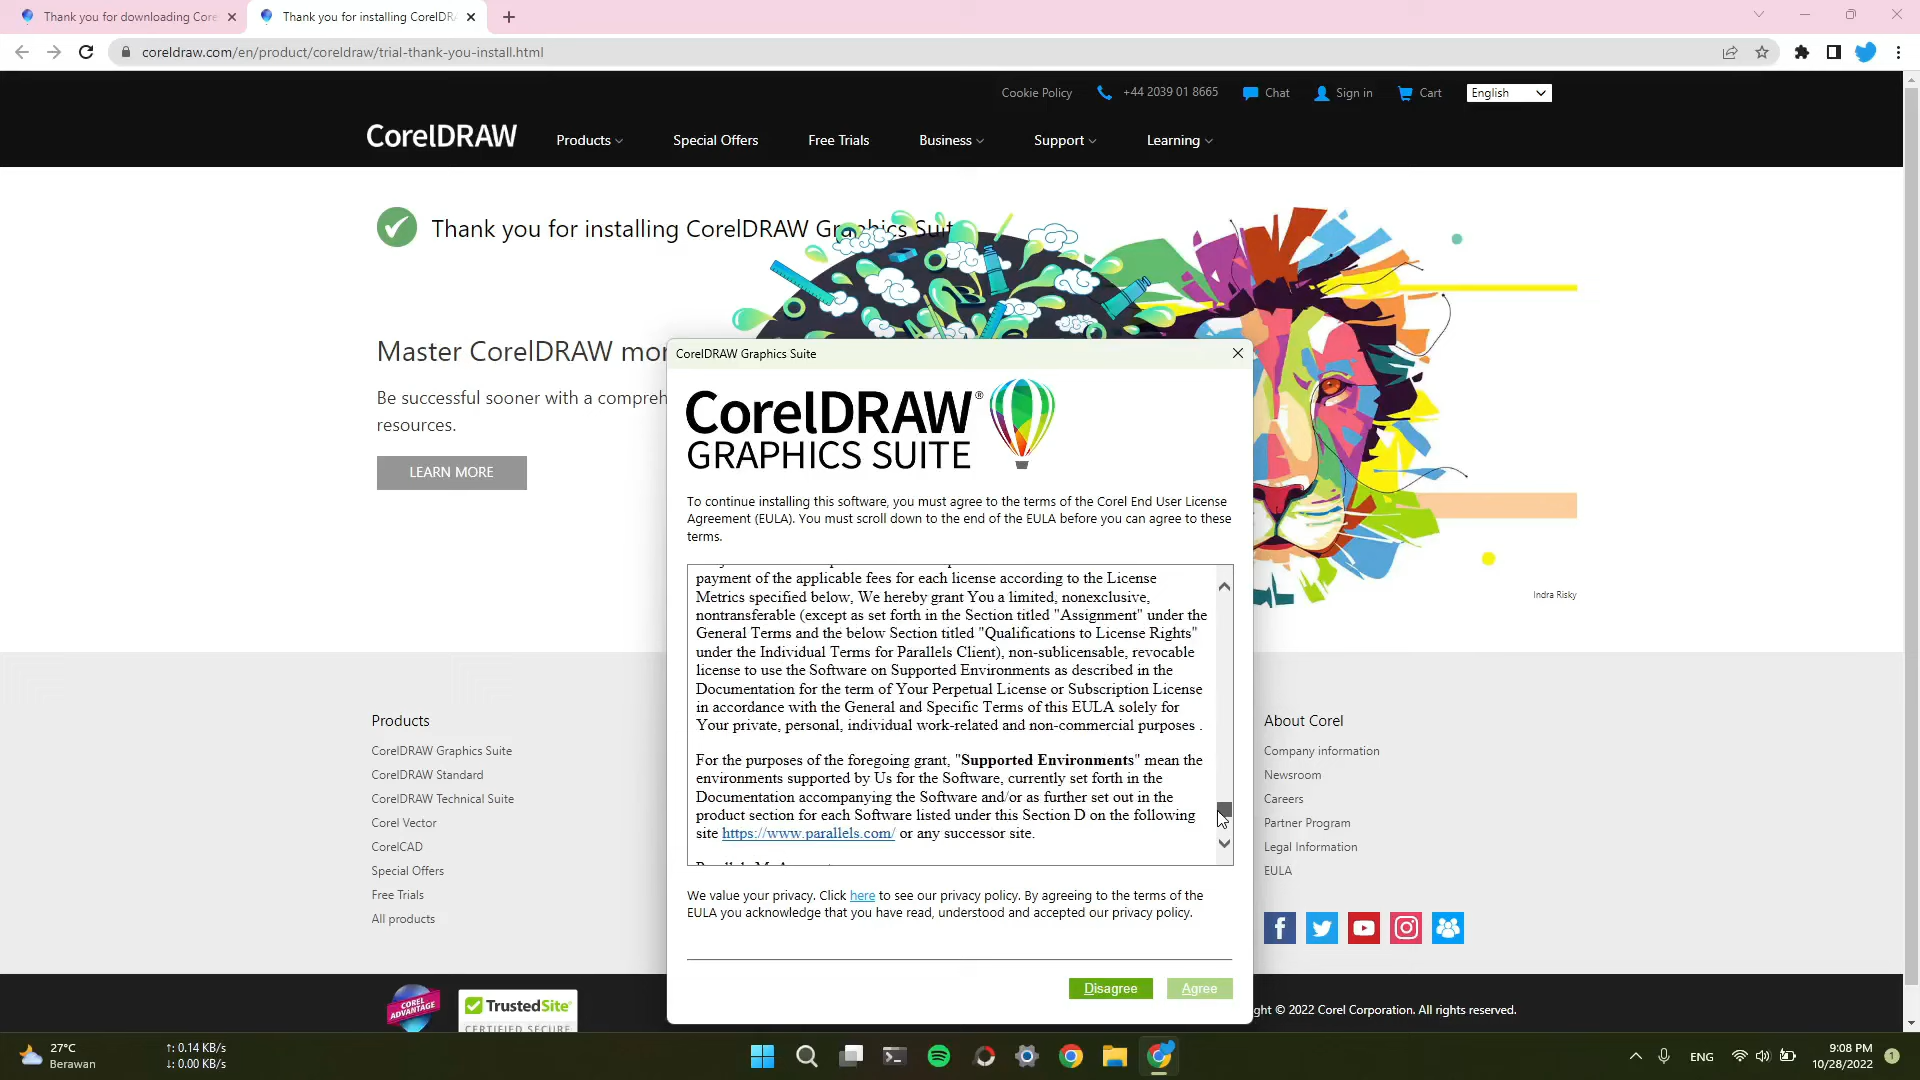 Thank you for downloading Core
Thank you for installing CorelDRA
coreldraw.com/en/product/coreldraw/trial-thank-you-install.html
Cookie Policy
+44 2039 01 8665
Chat
Sign in
Cart
English
CorelDRAW
Products
Special Offers
Free Trials
Business
Support
Learning
Thank you for installing CorelDRAW Graphics Suit
Master CorelDRAW mor
Be successful sooner with a compreh
resources.
LEARN MORE
Indra Risky
CorelDRAW Graphics Suite
CorelDRAW®
GRAPHICS SUITE
To continue installing this software, you must agree to the terms of the Corel End User License
Agreement (EULA). You must scroll down to the end of the EULA before you can agree to these
terms.
payment of the applicable fees for each license according to the License
Metrics specified below, We hereby grant You a limited, nonexclusive,
nontransferable (except as set forth in the Section titled "Assignment" under the
General Terms and the below Section titled "Qualifications to License Rights"
under the Individual Terms for Parallels Client), non-sublicensable, revocable
license to use the Software on Supported Environments as described in the
Documentation for the term of Your Perpetual License or Subscription License
in accordance with the General and Specific Terms of this EULA solely for
Your private, personal, individual work-related and non-commercial purposes .
For the purposes of the foregoing grant, "Supported Environments" mean the
environments supported by Us for the Software, currently set forth in the
Documentation accompanying the Software and/or as further set out in the
product section for each Software listed under this Section D on the following
site https://www.parallels.com/ or any successor site.
We value your privacy. Click here to see our privacy policy. By agreeing to the terms of the
EULA you acknowledge that you have read, understood and accepted our privacy policy.
Disagree
Agree
Products
CorelDRAW Graphics Suite
CorelDRAW Standard
CorelDRAW Technical Suite
Corel Vector
CorelCAD
Special Offers
Free Trials
All products
About Corel
Company information
Newsroom
Careers
Partner Program
Legal Information
EULA
COREL
ADVANTAGE
TrustedSite
CERTIFIED SECURE
ght © 2022 Corel Corporation. All rights reserved.
27°C
Berawan
↑: 0.14 KB/s
↓: 0.00 KB/s
ENG
9:08 PM
10/28/2022
1